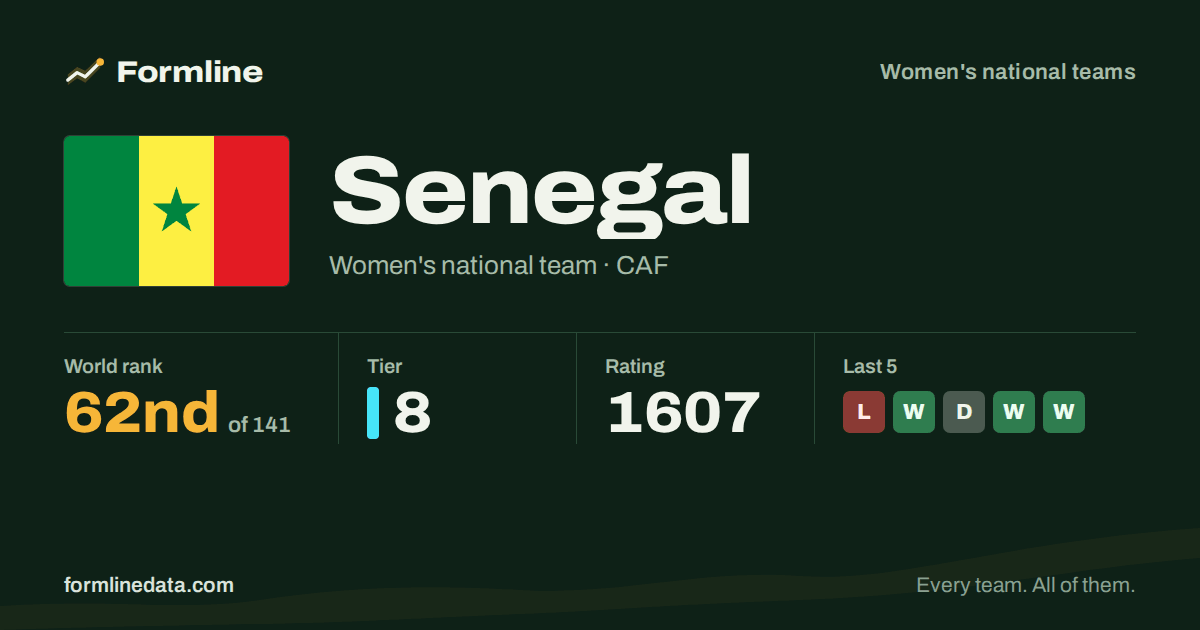 Formline
Women's national teams
Senegal
Women's national team · CAF
World rank
62nd of 141
Tier
8
Rating
1607
Last 5
L W D W W
formlinedata.com
Every team. All of them.